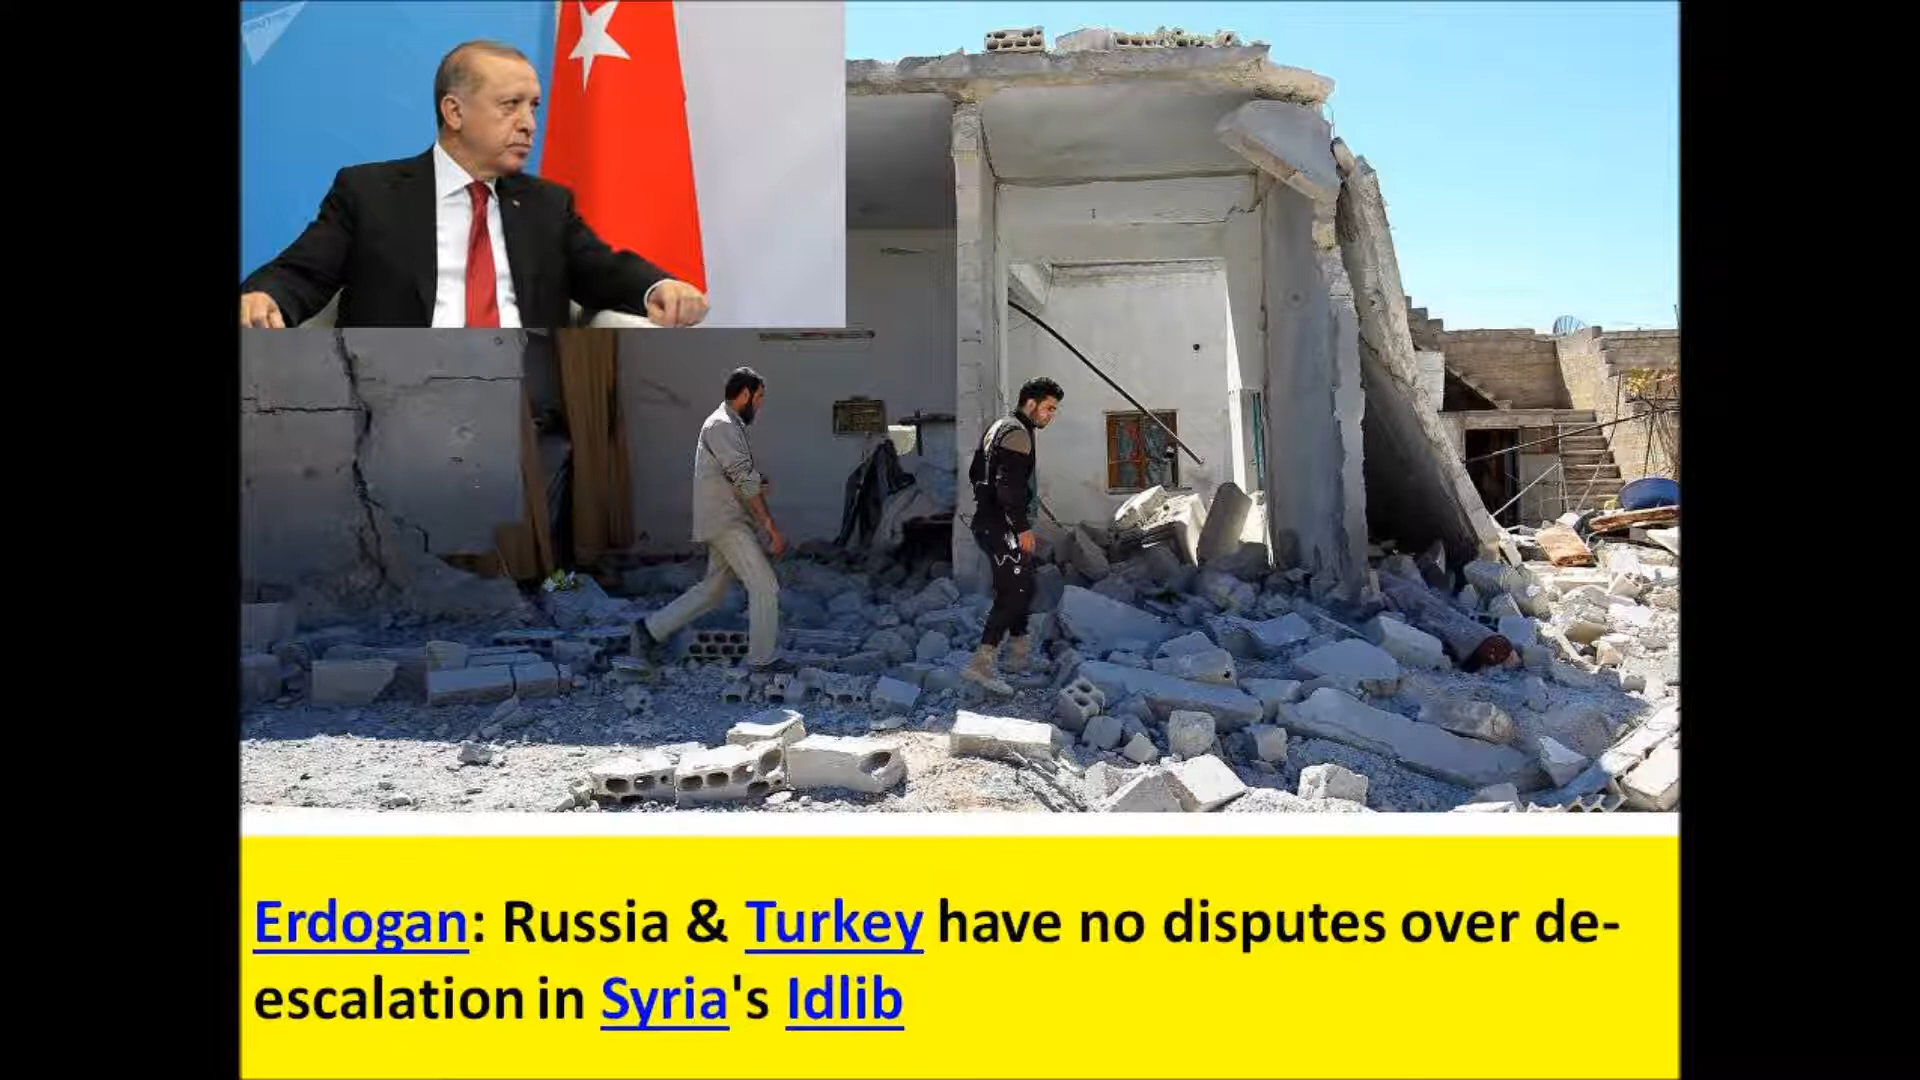 Erdogan: Russia & Turkey have no disputes over de-
escalation in Syria's Idlib